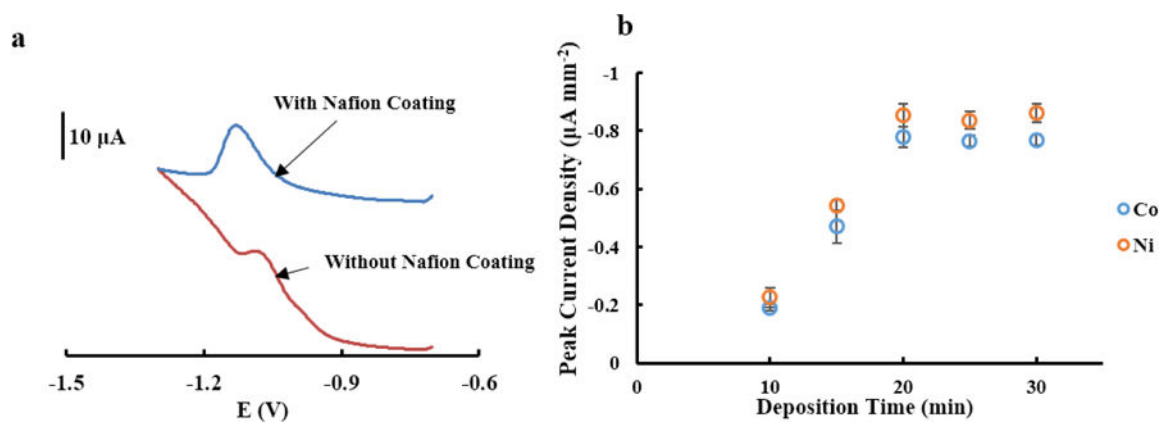 a
With Nafion Coating
10 μA
Without Nafion Coating
-1.5
-1.2
-0.9
-0.6
E (V)
b
Peak Current Density (μA mm⁻²)
-1
-0.8
-0.6
-0.4
-0.2
0
0
10
20
30
Deposition Time (min)
Co
Ni